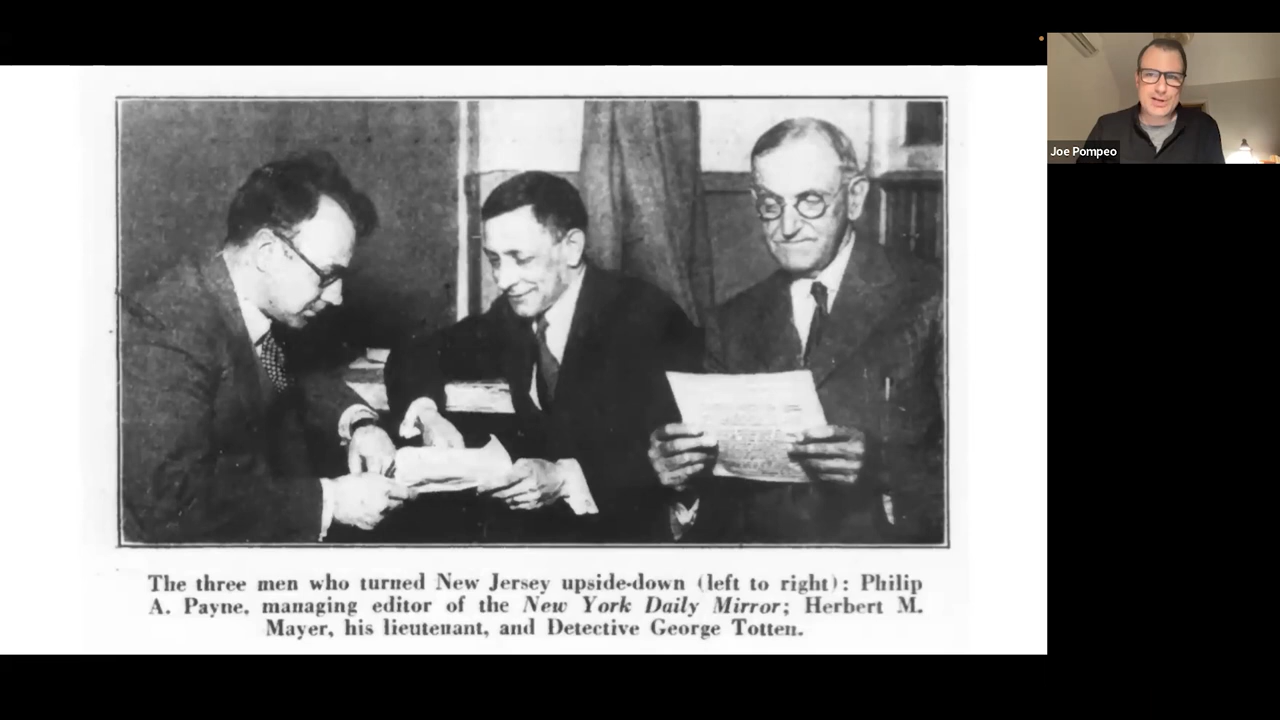 Joe Pompeo
The three men who turned New Jersey upside-down (left to right): Philip
A. Payne, managing editor of the New York Daily Mirror; Herbert M.
Mayer, his lieutenant, and Detective George Totten.